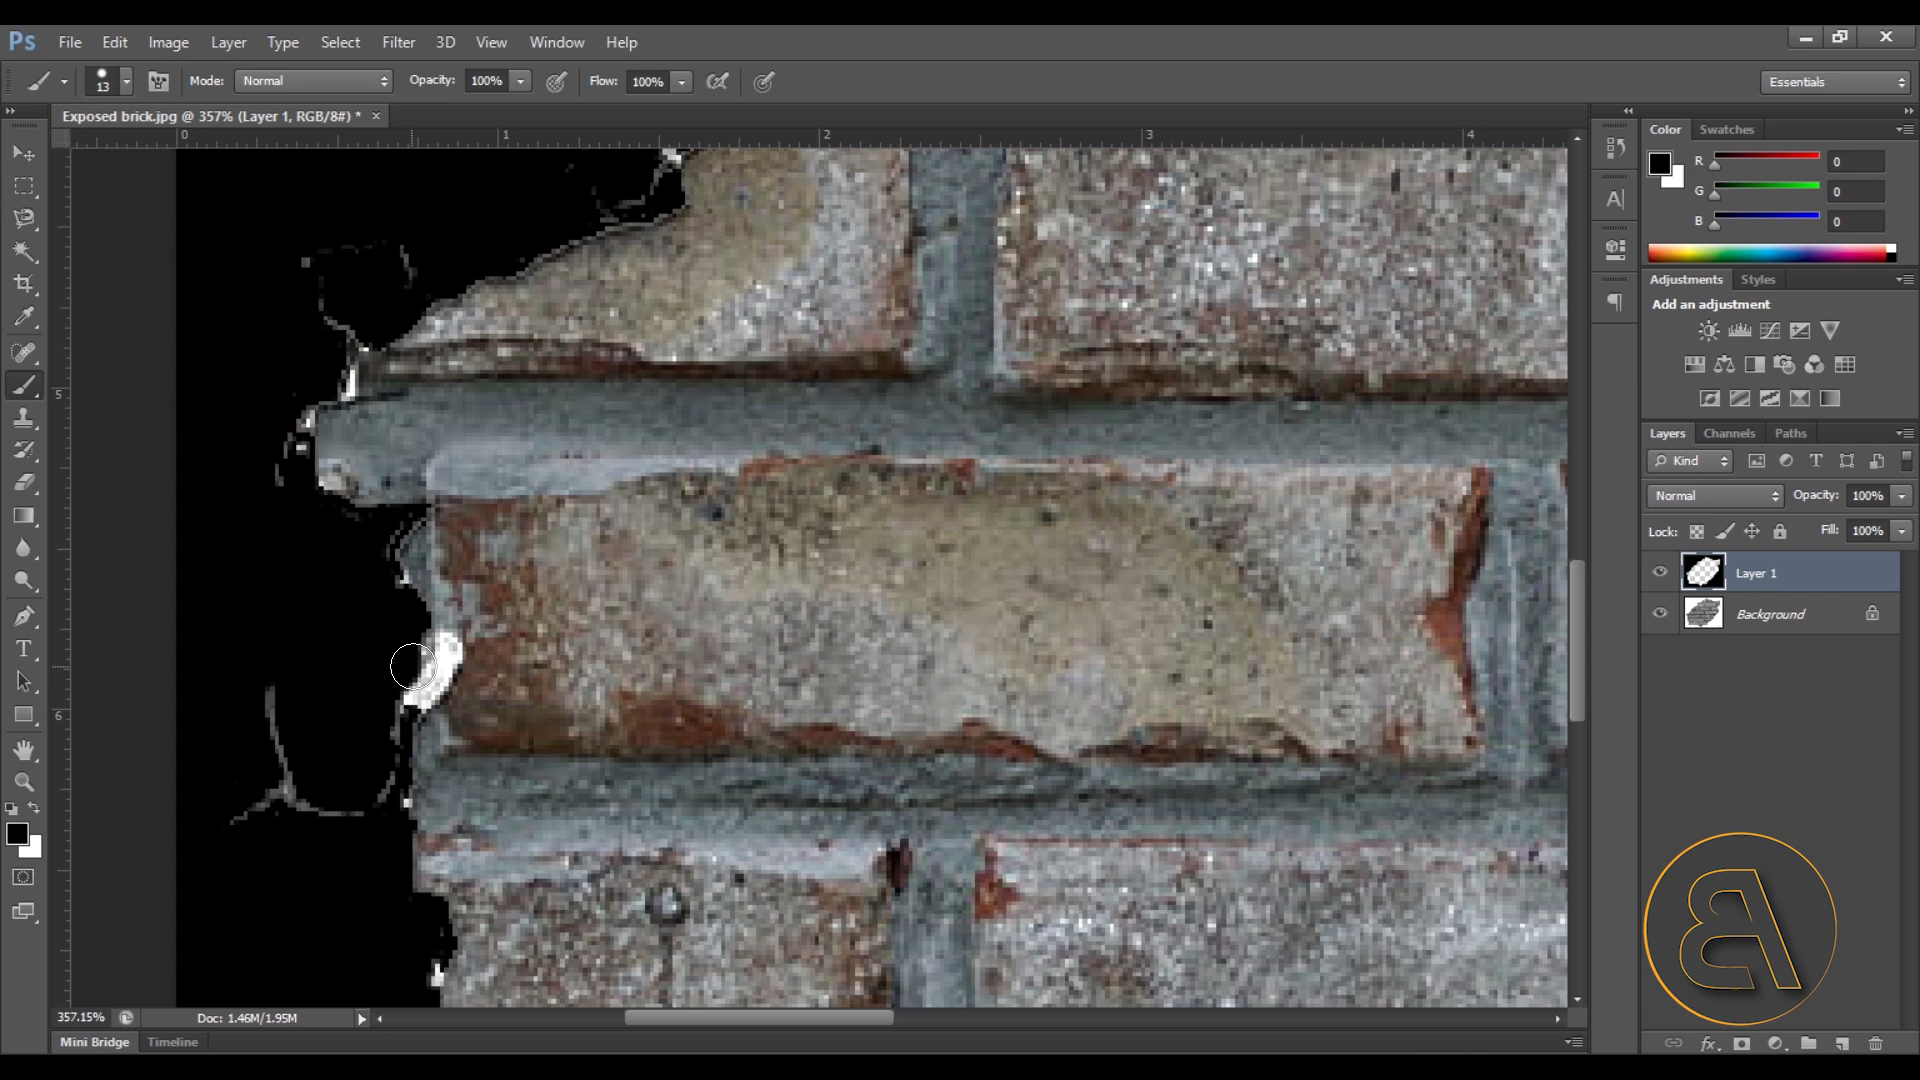 Ps File Edit Image Layer Type Select Filter 3D View Window Help
13 Mode: Normal Opacity: 100% Flow: 100% Essentials
Exposed brick.jpg @ 357% (Layer 1, RGB/8#) * ×
0 1 2 3 4
5
6
Color Swatches
R 0
G 0
B 0
Adjustments Styles
Add an adjustment
Layers Channels Paths
Kind
Normal Opacity: 100%
Lock: Fill: 100%
Layer 1
Background
357.15% Doc: 1.46M/1.95M
Mini Bridge Timeline
fx